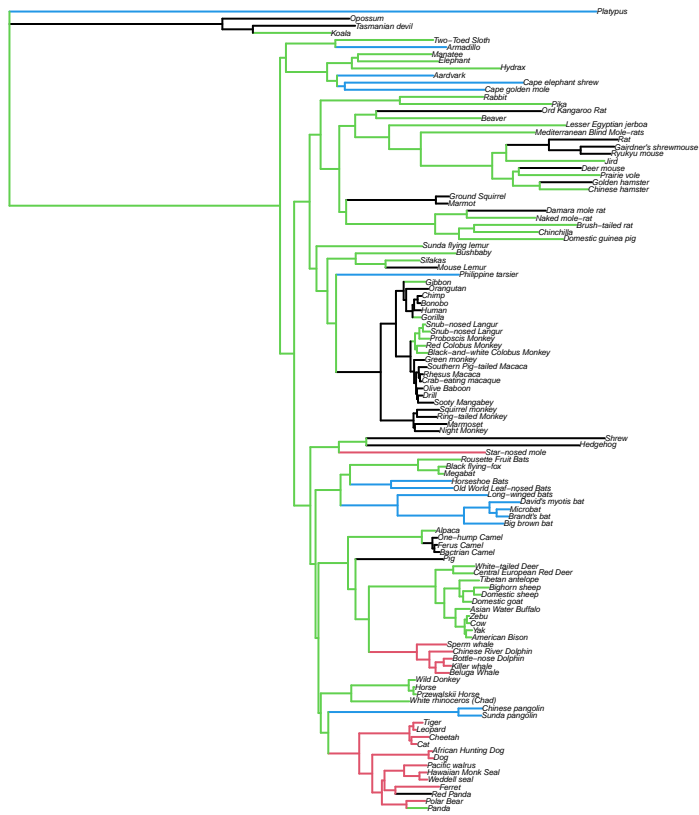 Platypus
Opossum
Tasmanian devil
Koala
Two−Toed Sloth
Armadillo
Manatee
Elephant
Hydrax
Aardvark
Cape elephant shrew
Cape golden mole
Rabbit
Pika
Ord Kangaroo Rat
Beaver
Lesser Egyptian jerboa
Mediterranean Blind Mole−rats
Rat
Gairdner's shrewmouse
Ryukyu mouse
Jird
Deer mouse
Prairie vole
Golden hamster
Chinese hamster
Ground Squirrel
Marmot
Damara mole rat
Naked mole−rat
Brush−tailed rat
Chinchilla
Domestic guinea pig
Sunda flying lemur
Bushbaby
Sifakas
Mouse Lemur
Philippine tarsier
Gibbon
Orangutan
Chimp
Bonobo
Human
Gorilla
Snub−nosed Langur
Snub−nosed Langur
Proboscis Monkey
Red Colobus Monkey
Black−and−white Colobus Monkey
Green monkey
Southern Pig−tailed Macaca
Rhesus Macaca
Crab−eating macaque
Olive Baboon
Drill
Sooty Mangabey
Squirrel monkey
Ring−tailed Monkey
Marmoset
Night Monkey
Shrew
Hedgehog
Star−nosed mole
Rousette Fruit Bats
Black flying−fox
Megabat
Horseshoe Bats
Old World Leaf−nosed Bats
Long−winged bats
David's myotis bat
Microbat
Brandt's bat
Big brown bat
Alpaca
One−hump Camel
Ferus Camel
Bactrian Camel
Pig
White−tailed Deer
Central European Red Deer
Tibetan antelope
Bighorn sheep
Domestic sheep
Domestic goat
Asian Water Buffalo
Zebu
Cow
Yak
American Bison
Sperm whale
Chinese River Dolphin
Bottle−nose Dolphin
Killer whale
Beluga Whale
Wild Donkey
Horse
Przewalskii Horse
White rhinoceros (Chad)
Chinese pangolin
Sunda pangolin
Tiger
Leopard
Cheetah
Cat
African Hunting Dog
Dog
Pacific walrus
Hawaiian Monk Seal
Weddell seal
Ferret
Red Panda
Polar Bear
Panda